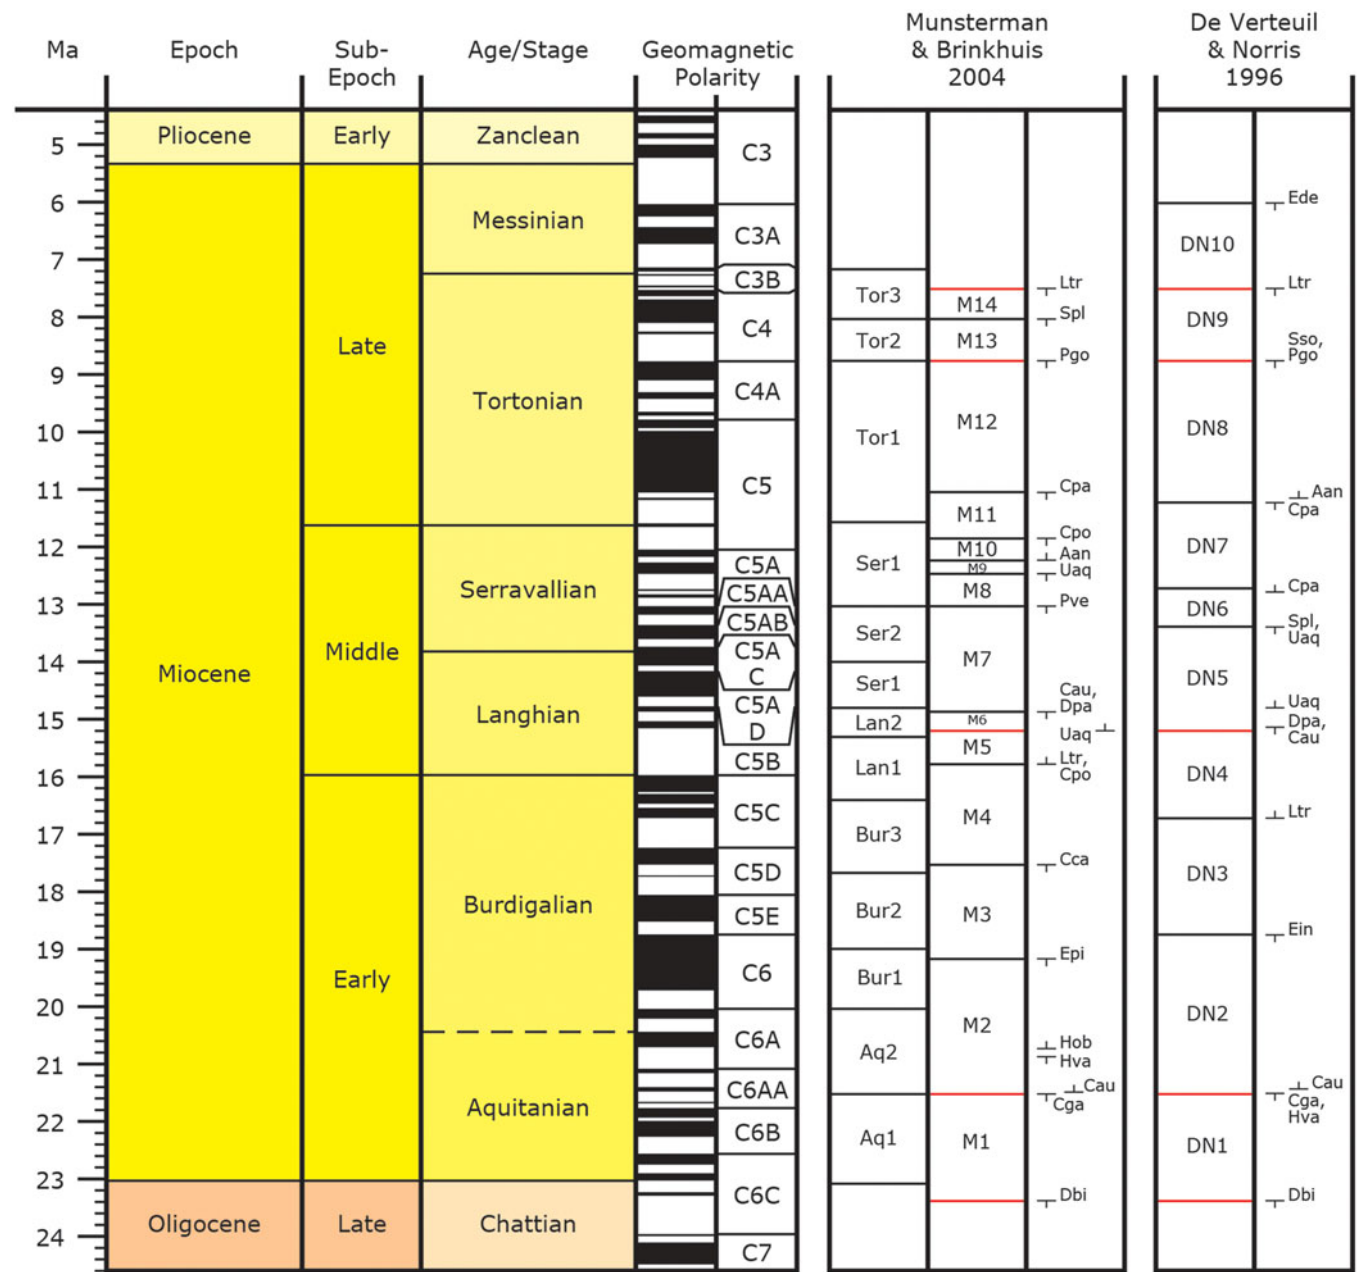 Ma
Epoch
Sub-
Epoch
Age/Stage
Geomagnetic
Polarity
Munsterman
& Brinkhuis
2004
De Verteuil
& Norris
1996
5
6
7
8
9
10
11
12
13
14
15
16
17
18
19
20
21
22
23
24
Pliocene
Miocene
Oligocene
Early
Late
Middle
Early
Late
Zanclean
Messinian
Tortonian
Serravallian
Langhian
Burdigalian
Aquitanian
Chattian
C3
C3A
C3B
C4
C4A
C5
C5A
C5AA
C5AB
C5A
C
C5A
D
C5B
C5C
C5D
C5E
C6
C6A
C6AA
C6B
C6C
C7
Tor3
Tor2
Tor1
Ser1
Ser2
Ser1
Lan2
Lan1
Bur3
Bur2
Bur1
Aq2
Aq1
M14
M13
M12
M11
M10
M9
M8
M7
M6
M5
M4
M3
M2
M1
Ltr
Spl
Pgo
Cpa
Cpo
Aan
Uaq
Pve
Cau,
Dpa
Uaq
Ltr,
Cpo
Cca
Epi
Hob
Hva
Cau
Cga
Dbi
DN10
DN9
DN8
DN7
DN6
DN5
DN4
DN3
DN2
DN1
Ede
Ltr
Sso,
Pgo
Aan
Cpa
Cpa
Spl,
Uaq
Uaq
Dpa,
Cau
Ltr
Ein
Cau
Cga,
Hva
Dbi